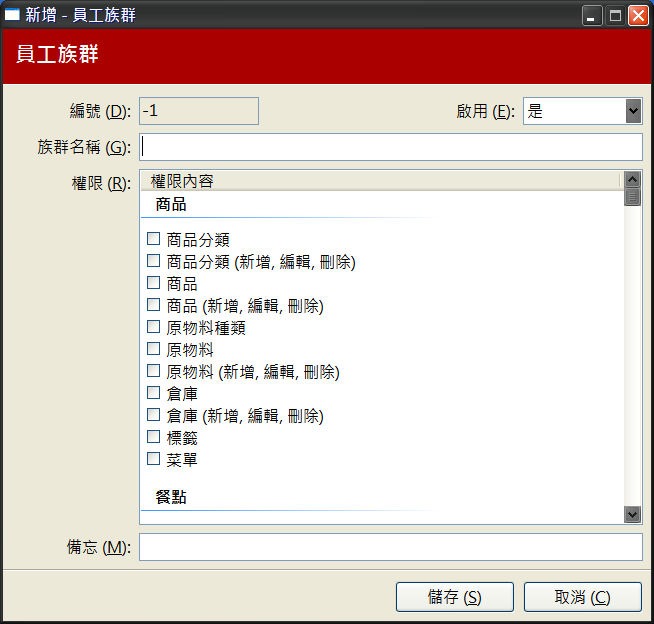 新增 - 員工族群
員工族群
編號 (D): -1 啟用 (E): 是
族群名稱 (G):
權限 (R): 權限內容
商品
商品分類
商品分類 (新增, 編輯, 刪除)
商品
商品 (新增, 編輯, 刪除)
原物料種類
原物料
原物料 (新增, 編輯, 刪除)
倉庫
倉庫 (新增, 編輯, 刪除)
標籤
菜單
餐點
備忘 (M):
儲存 (S) 取消 (C)